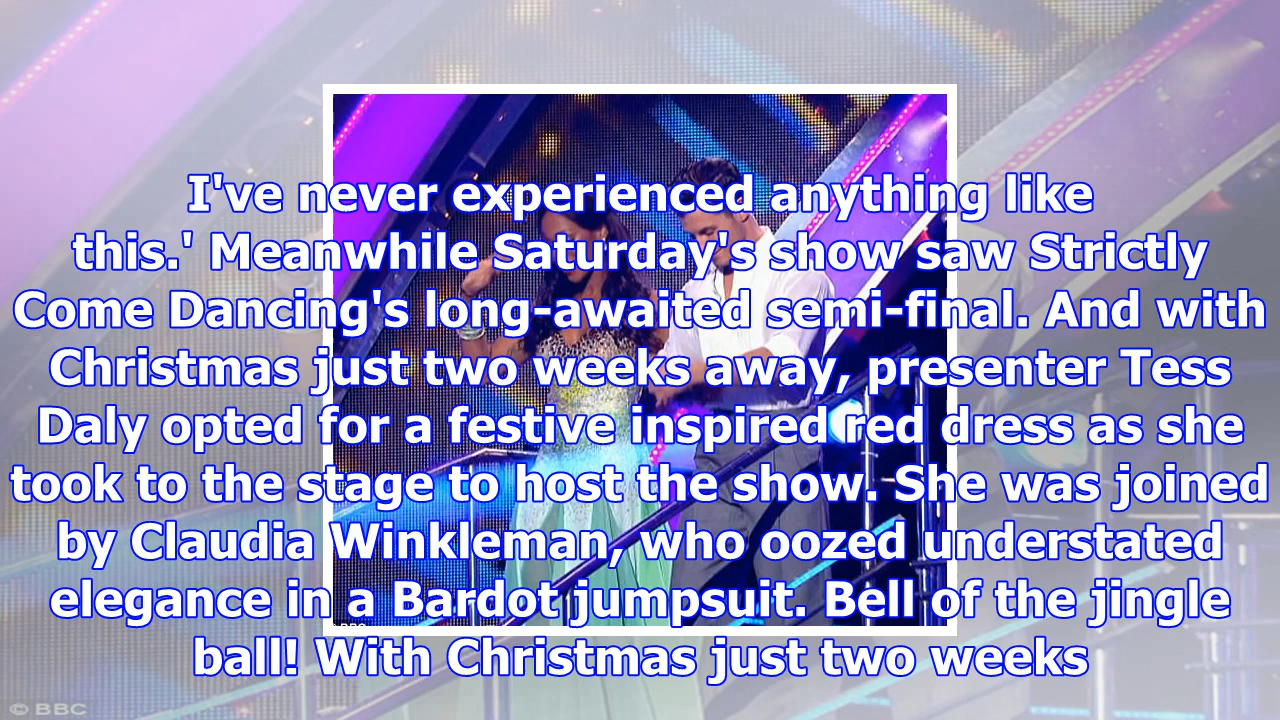 I've never experienced anything like
this.' Meanwhile Saturday's show saw Strictly
Come Dancing's long-awaited semi-final. And with
Christmas just two weeks away, presenter Tess
Daly opted for a festive inspired red dress as she
took to the stage to host the show. She was joined
by Claudia Winkleman, who oozed understated
elegance in a Bardot jumpsuit. Bell of the jingle
ball! With Christmas just two weeks
© BBC